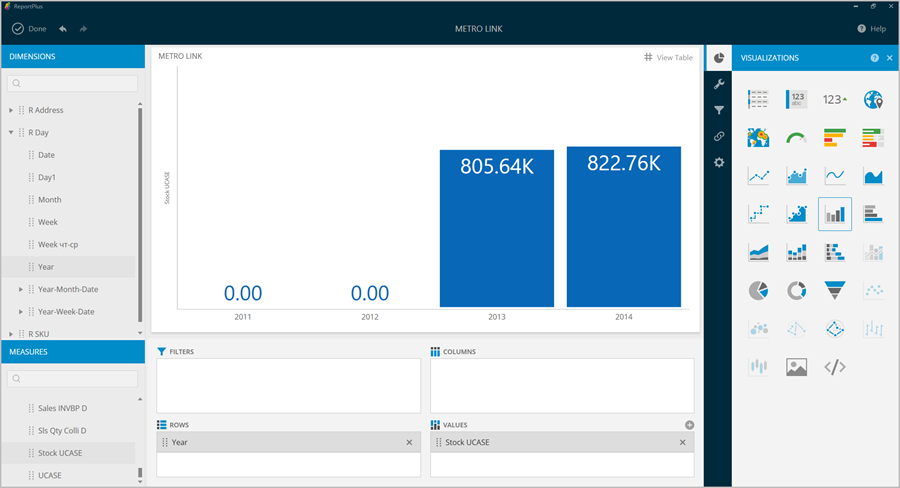 ReportPlus
Done
METRO LINK
Help
DIMENSIONS
R Address
R Day
Date
Day1
Month
Week
Week чт-ср
Year
Year-Month-Date
Year-Week-Date
R SKU
MEASURES
Sales INVBP D
Sls Qty Colli D
Stock UCASE
UCASE
METRO LINK
View Table
Stock UCASE
0.00
0.00
805.64K
822.76K
2011
2012
2013
2014
FILTERS
COLUMNS
ROWS
VALUES
Year
Stock UCASE
VISUALIZATIONS
123
abc
123